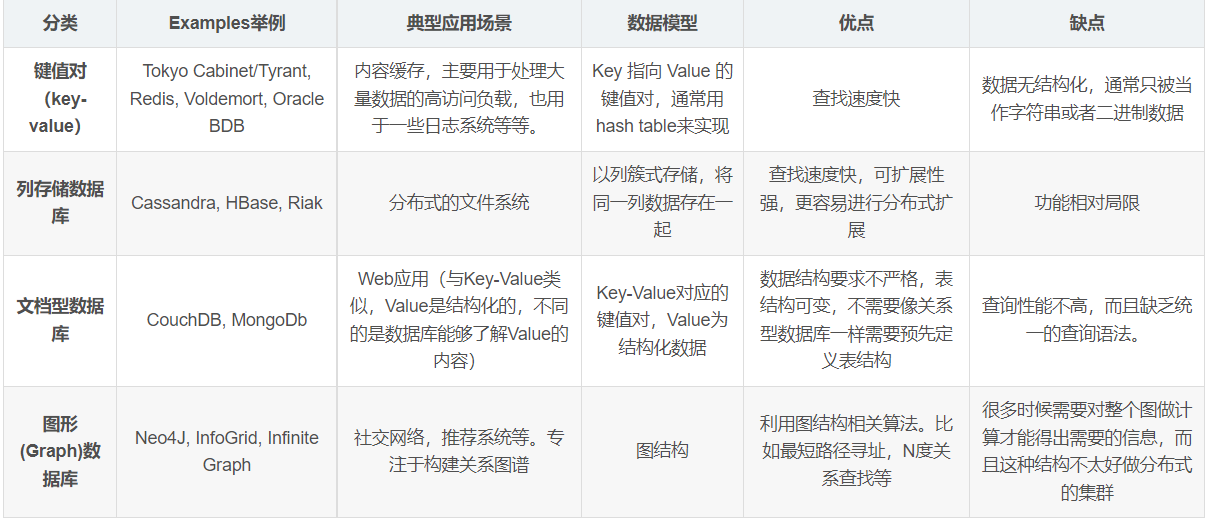 分类
Examples举例
典型应用场景
数据模型
优点
缺点
键值对
（key-
value）
Tokyo Cabinet/Tyrant,
Redis, Voldemort, Oracle
BDB
内容缓存，主要用于处理大
量数据的高访问负载，也用
于一些日志系统等等。
Key 指向 Value 的
键值对，通常用
hash table来实现
查找速度快
数据无结构化，通常只被当
作字符串或者二进制数据
列存储数据
库
Cassandra, HBase, Riak
分布式的文件系统
以列簇式存储，将
同一列数据存在一
起
查找速度快，可扩展性
强，更容易进行分布式扩
展
功能相对局限
文档型数据
库
CouchDB, MongoDb
Web应用（与Key-Value类
似，Value是结构化的，不同
的是数据库能够了解Value的
内容）
Key-Value对应的
键值对，Value为
结构化数据
数据结构要求不严格，表
结构可变，不需要像关系
型数据库一样需要预先定
义表结构
查询性能不高，而且缺乏统
一的查询语法。
图形
(Graph)数
据库
Neo4J, InfoGrid, Infinite
Graph
社交网络，推荐系统等。专
注于构建关系图谱
图结构
利用图结构相关算法。比
如最短路径寻址，N度关
系查找等
很多时候需要对整个图做计
算才能得出需要的信息，而
且这种结构不太好做分布式
的集群